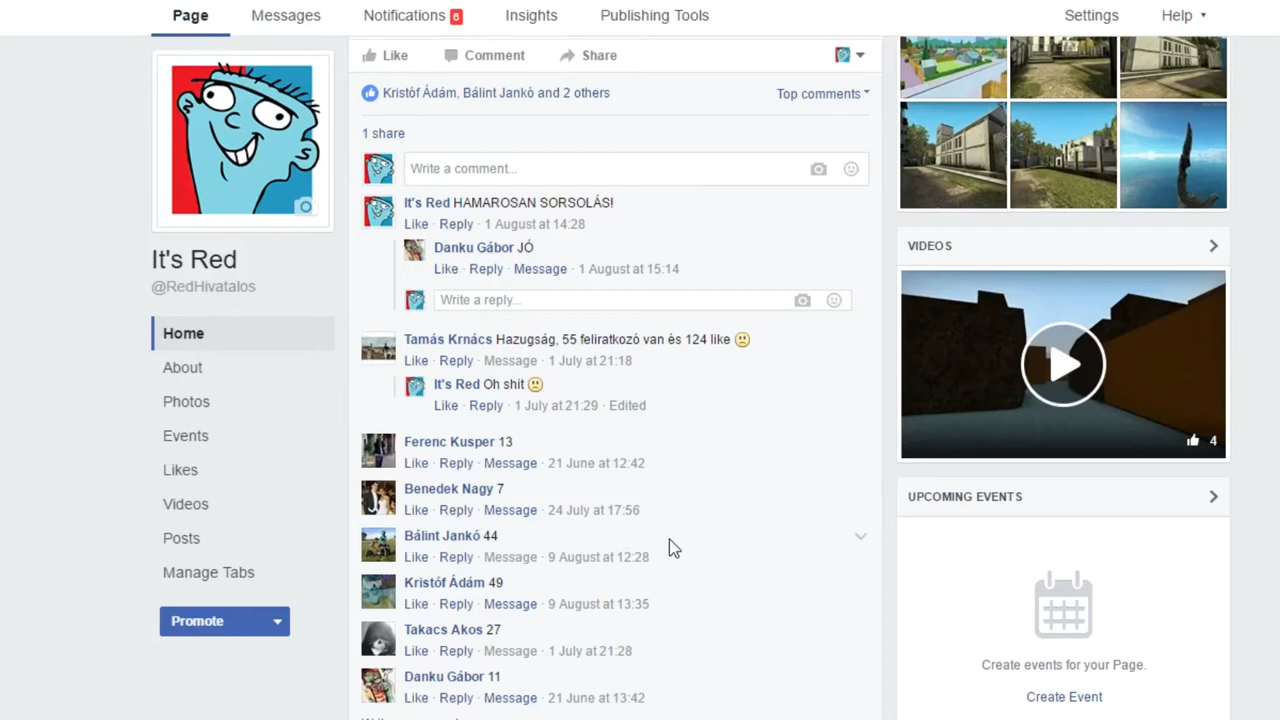 Page Messages Notifications 6 Insights Publishing Tools Settings Help
Like Comment Share
Kristóf Ádám, Bálint Jankó and 2 others Top comments
1 share
Write a comment...
It's Red HAMAROSAN SORSOLÁS!
Like · Reply · 1 August at 14:28
Danku Gábor JÓ
Like · Reply · Message · 1 August at 15:14
Write a reply...
Tamás Krnács Hazugság, 55 feliratkozó van és 124 like
Like · Reply · Message · 1 July at 21:18
It's Red Oh shit
Like · Reply · 1 July at 21:29 · Edited
Ferenc Kusper 13
Like · Reply · Message · 21 June at 12:42
Benedek Nagy 7
Like · Reply · Message · 24 July at 17:56
Bálint Jankó 44
Like · Reply · Message · 9 August at 12:28
Kristóf Ádám 49
Like · Reply · Message · 9 August at 13:35
Takacs Akos 27
Like · Reply · Message · 1 July at 21:28
Danku Gábor 11
Like · Reply · Message · 21 June at 13:42
It's Red
@RedHivatalos
Home
About
Photos
Events
Likes
Videos
Posts
Manage Tabs
Promote
VIDEOS
4
UPCOMING EVENTS
Create events for your Page.
Create Event